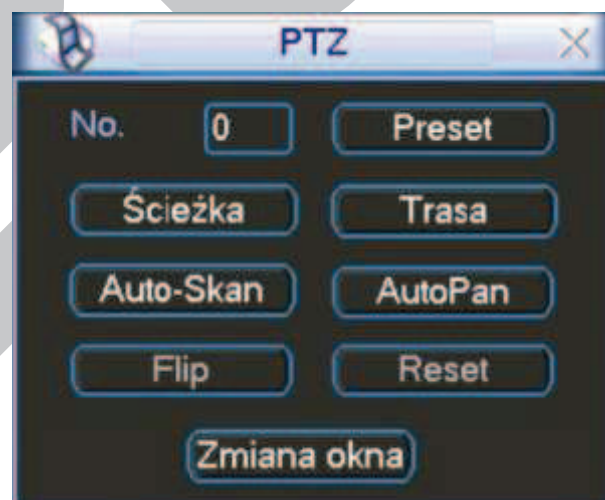 PTZ
No. 0 Preset
Ścieżka Trasa
Auto-Skan AutoPan
Flip Reset
Zmiana okna